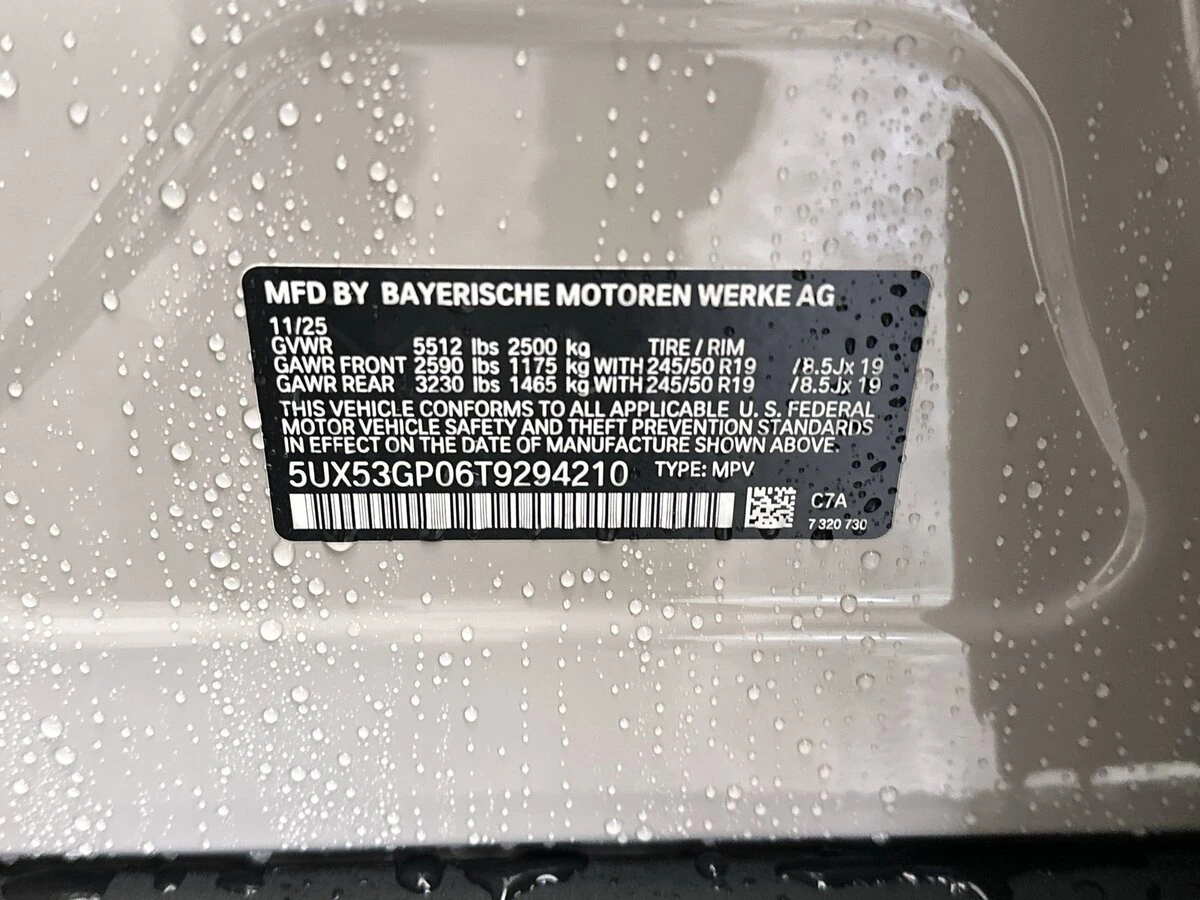 MFD BY BAYERISCHE MOTOREN WERKE AG
11/25
GVWR 5512 lbs 2500 kg TIRE / RIM
GAWR FRONT 2590 lbs 1175 kg WITH 245/50 R19 /8.5Jx 19
GAWR REAR 3230 lbs 1465 kg WITH 245/50 R19 /8.5Jx 19
THIS VEHICLE CONFORMS TO ALL APPLICABLE U. S. FEDERAL
MOTOR VEHICLE SAFETY AND THEFT PREVENTION STANDARDS
IN EFFECT ON THE DATE OF MANUFACTURE SHOWN ABOVE.
5UX53GP06T9294210 TYPE: MPV
C7A
7 320 730